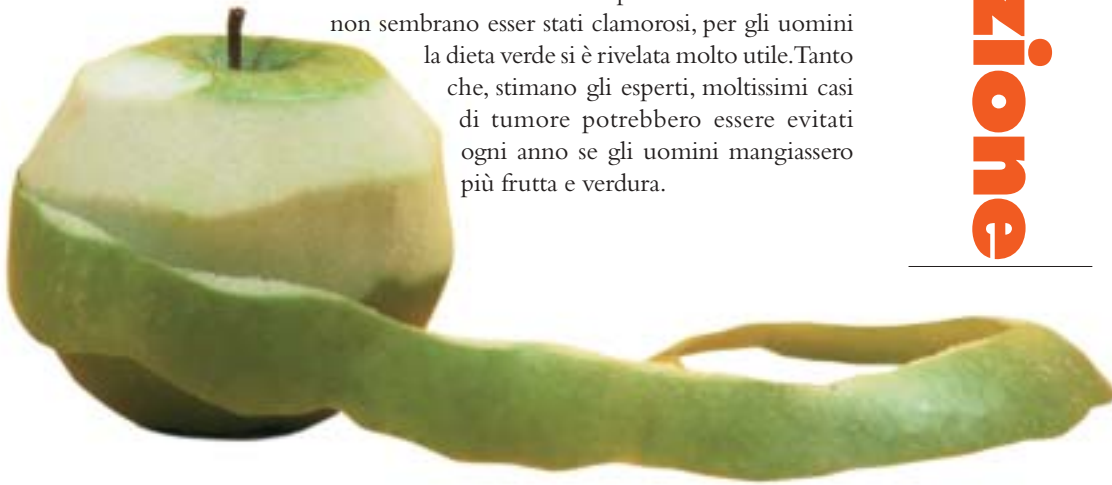 non sembrano esser stati clamorosi, per gli uomini
la dieta verde si è rivelata molto utile.Tanto
che, stimano gli esperti, moltissimi casi
di tumore potrebbero essere evitati
ogni anno se gli uomini mangiassero
più frutta e verdura.
zione